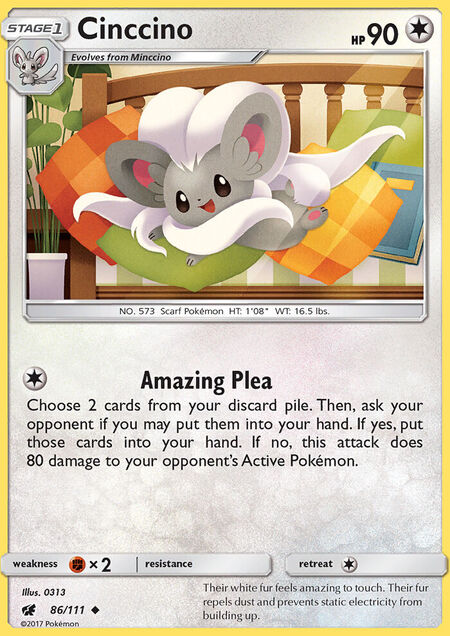 STAGE1 Cinccino HP 90
Evolves from Minccino
NO. 573 Scarf Pokémon HT: 1'08" WT: 16.5 lbs.
Amazing Plea
Choose 2 cards from your discard pile. Then, ask your
opponent if you may put them into your hand. If yes, put
those cards into your hand. If no, this attack does
80 damage to your opponent's Active Pokémon.
weakness × 2 resistance retreat
Illus. 0313
86/111
©2017 Pokémon
Their white fur feels amazing to touch. Their fur
repels dust and prevents static electricity from
building up.